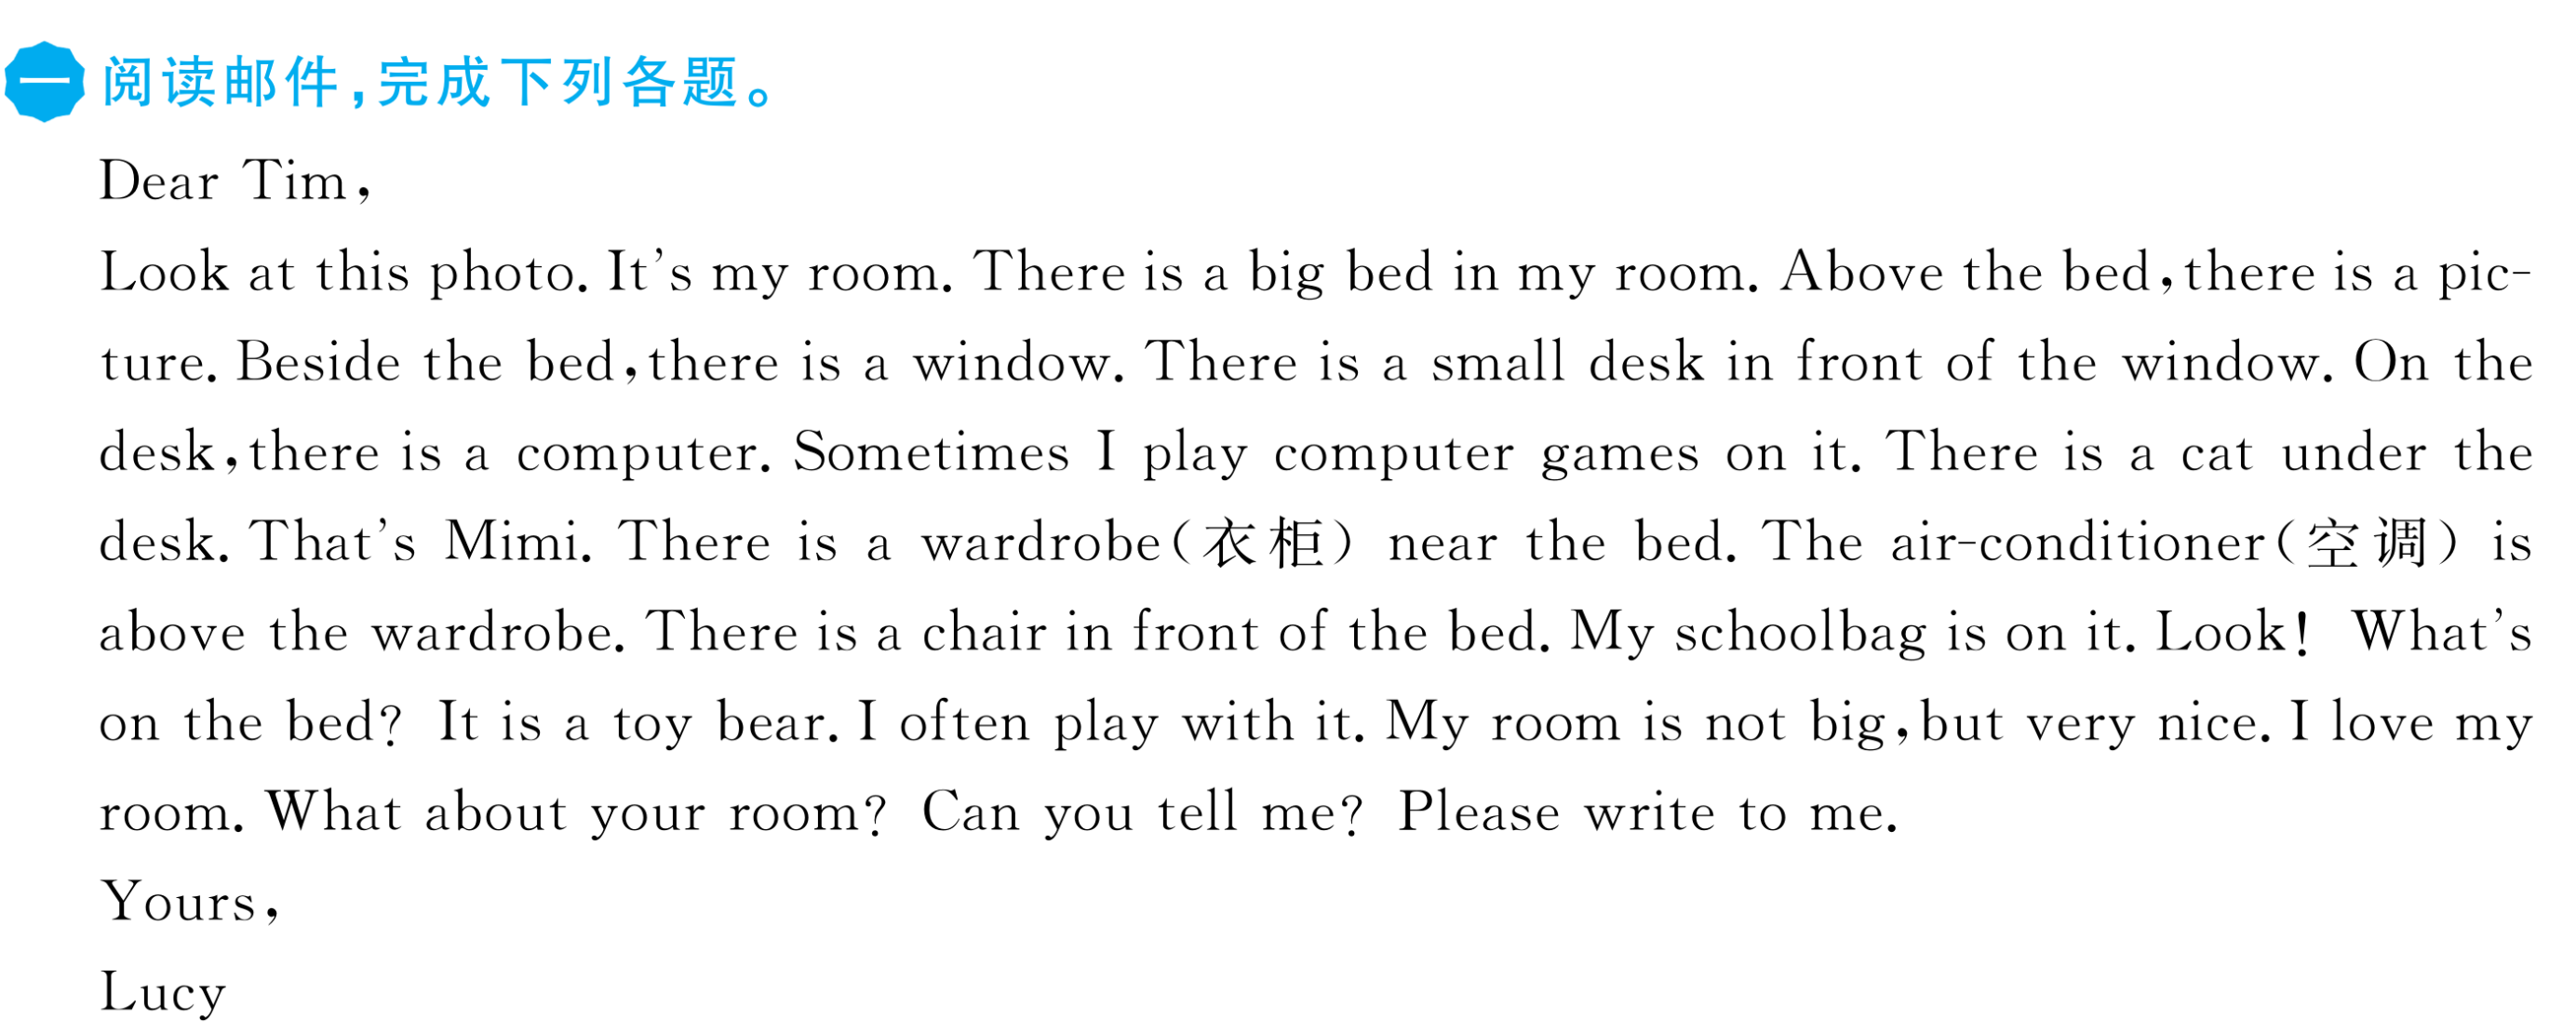 一 阅读邮件,完成下列各题。
Dear Tim,
Look at this photo. It's my room. There is a big bed in my room. Above the bed,there is a pic-
ture. Beside the bed,there is a window. There is a small desk in front of the window. On the
desk,there is a computer. Sometimes I play computer games on it. There is a cat under the
desk. That's Mimi. There is a wardrobe(衣柜) near the bed. The air-conditioner(空调) is
above the wardrobe. There is a chair in front of the bed. My schoolbag is on it. Look! What's
on the bed? It is a toy bear. I often play with it. My room is not big,but very nice. I love my
room. What about your room? Can you tell me? Please write to me.
Yours,
Lucy